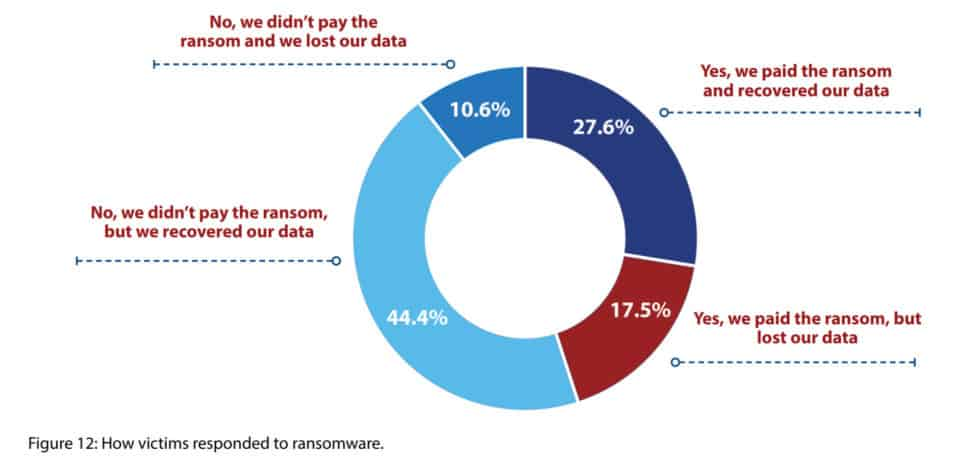 No, we didn’t pay the
ransom and we lost our data
Yes, we paid the ransom
and recovered our data
10.6%
27.6%
No, we didn’t pay the ransom,
but we recovered our data
44.4%
17.5%
Yes, we paid the ransom, but
lost our data
Figure 12: How victims responded to ransomware.